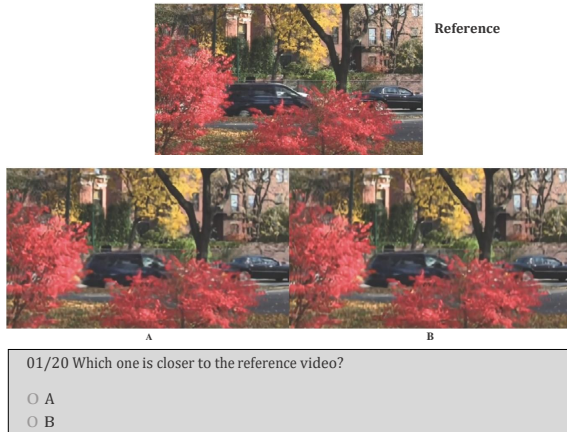 Reference
A
B
01/20 Which one is closer to the reference video?
O A
O B